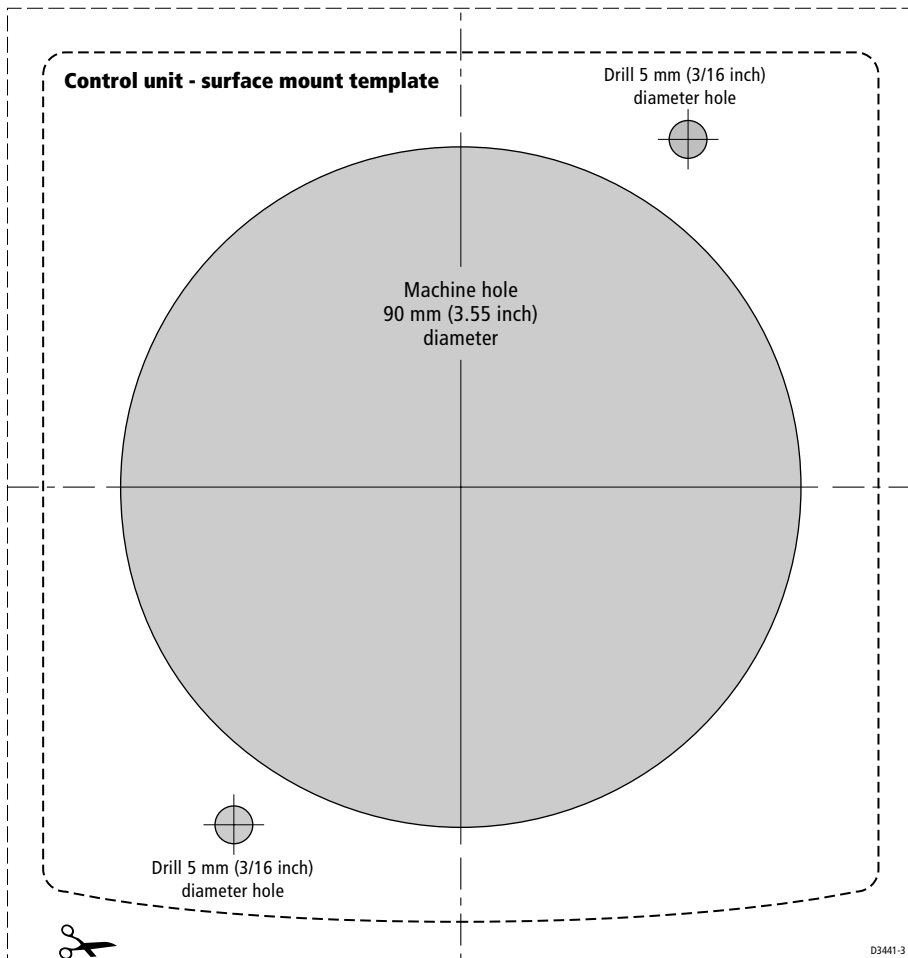 Control unit - surface mount template
Drill 5 mm (3/16 inch)
diameter hole
Machine hole
90 mm (3.55 inch)
diameter
Drill 5 mm (3/16 inch)
diameter hole
D3441-3